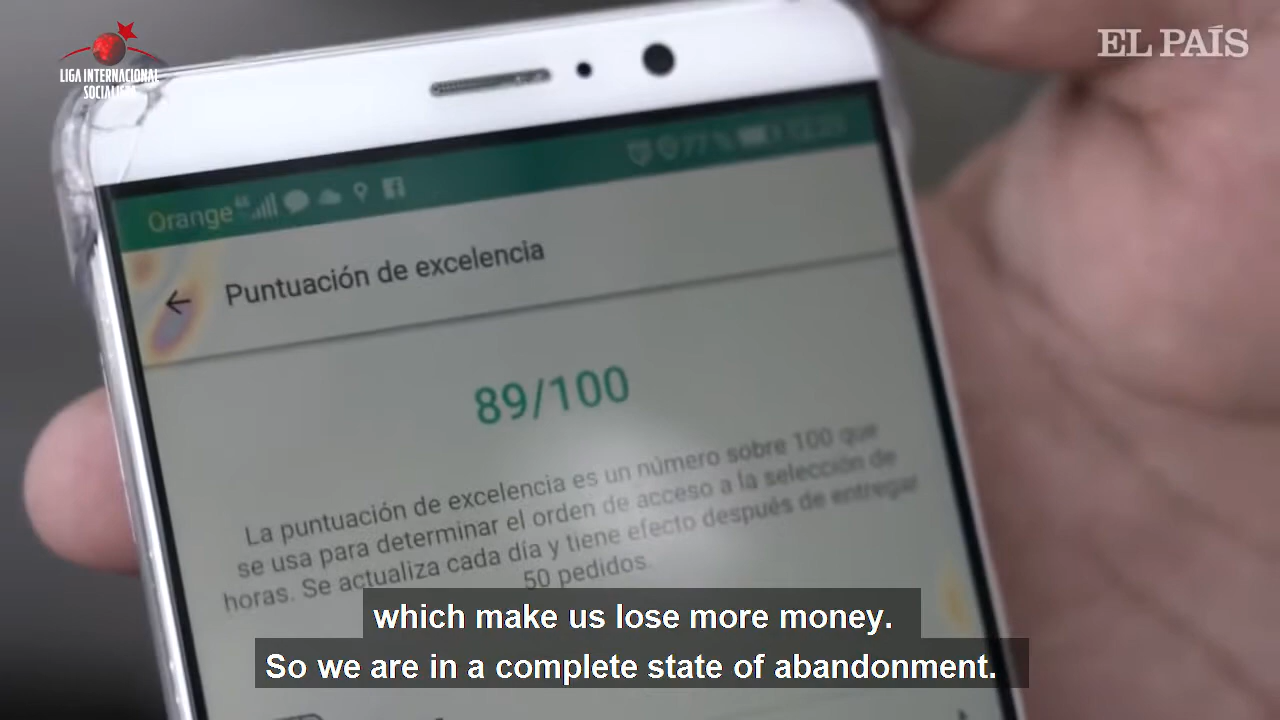 LIGA INTERNACIONAL
SOCIALISTA
EL PAÍS
Orange
Puntuación de excelencia
89/100
La puntuación de excelencia es un número sobre 100 que
se usa para determinar el orden de acceso a la selección de
horas. Se actualiza cada día y tiene efecto después de entregar
50 pedidos.
which make us lose more money.
So we are in a complete state of abandonment.